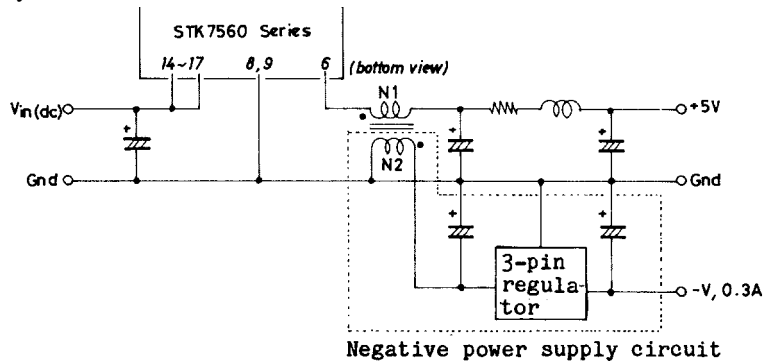 STK7560 Series
14~17 8,9 6 (bottom view)
N1
Vin(dc)
+5V
+
+
+
N2
Gnd
Gnd
+
+
3-pin
regula-
tor
-V, 0.3A
Negative power supply circuit